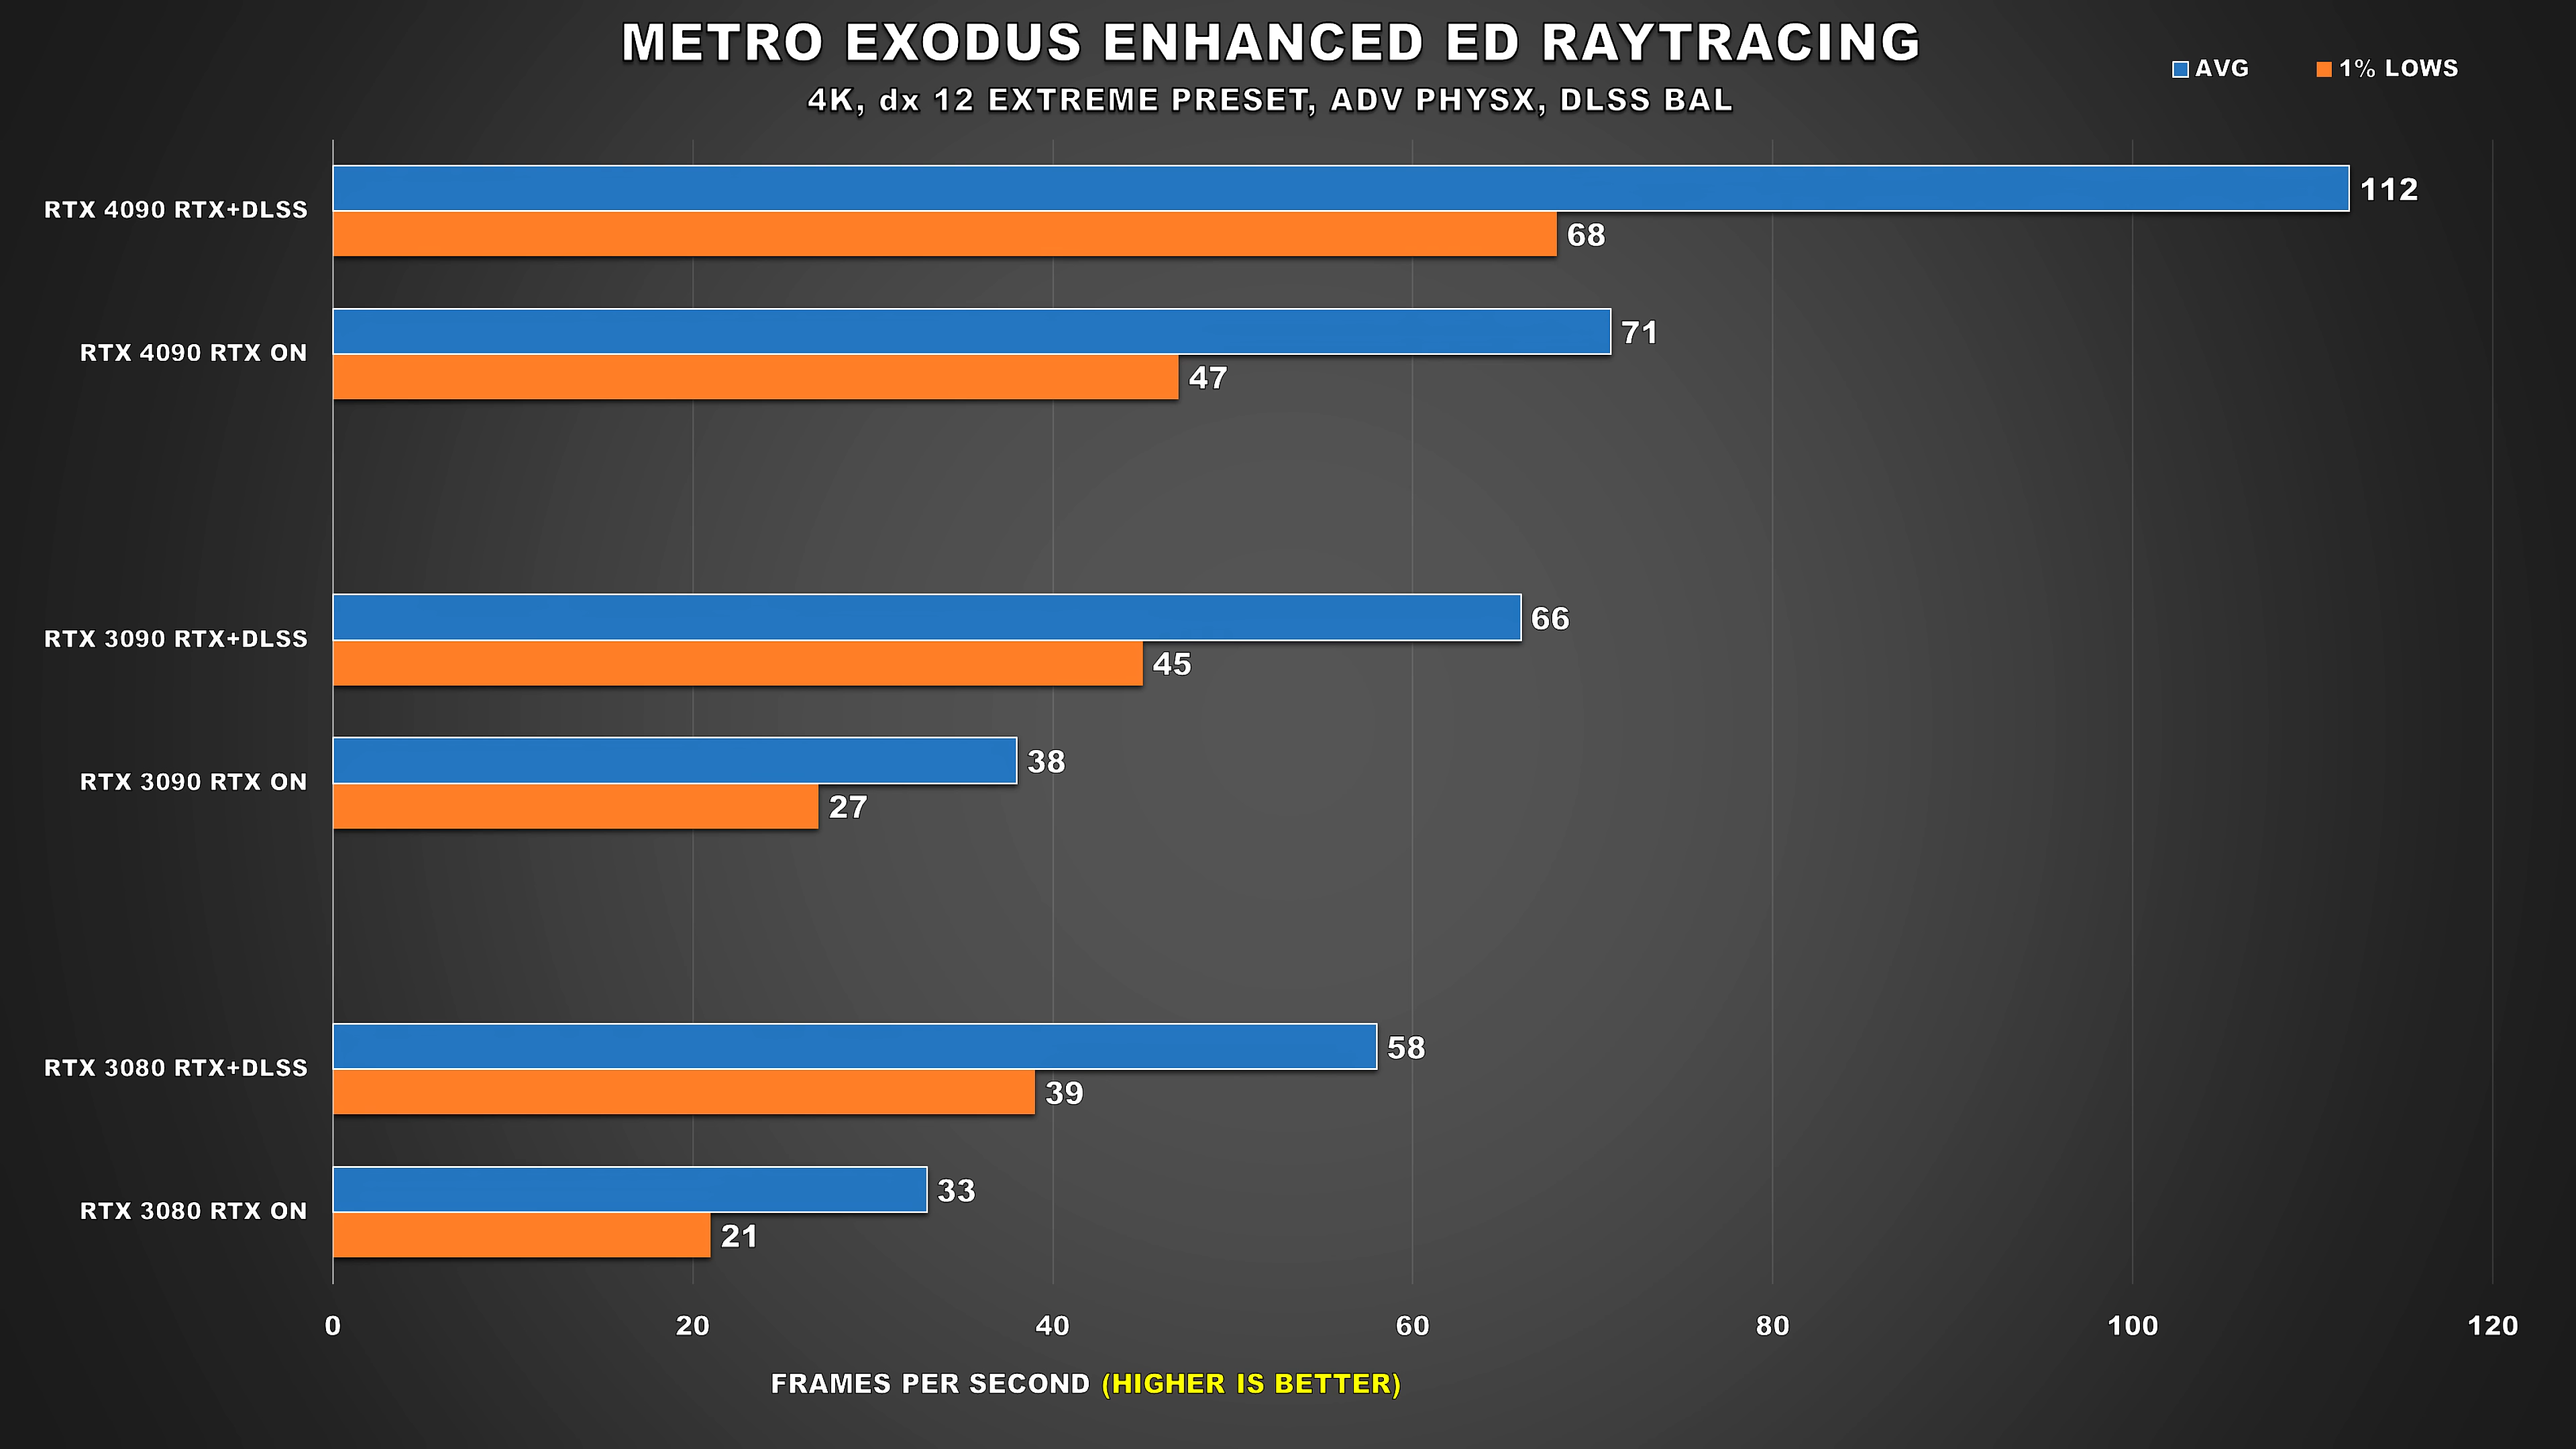 METRO EXODUS ENHANCED ED RAYTRACING
4K, dx 12 EXTREME PRESET, ADV PHYSX, DLSS BAL
AVG
1% LOWS
RTX 4090 RTX+DLSS
112
68
RTX 4090 RTX ON
71
47
RTX 3090 RTX+DLSS
66
45
RTX 3090 RTX ON
38
27
RTX 3080 RTX+DLSS
58
39
RTX 3080 RTX ON
33
21
0 20 40 60 80 100 120
FRAMES PER SECOND (HIGHER IS BETTER)